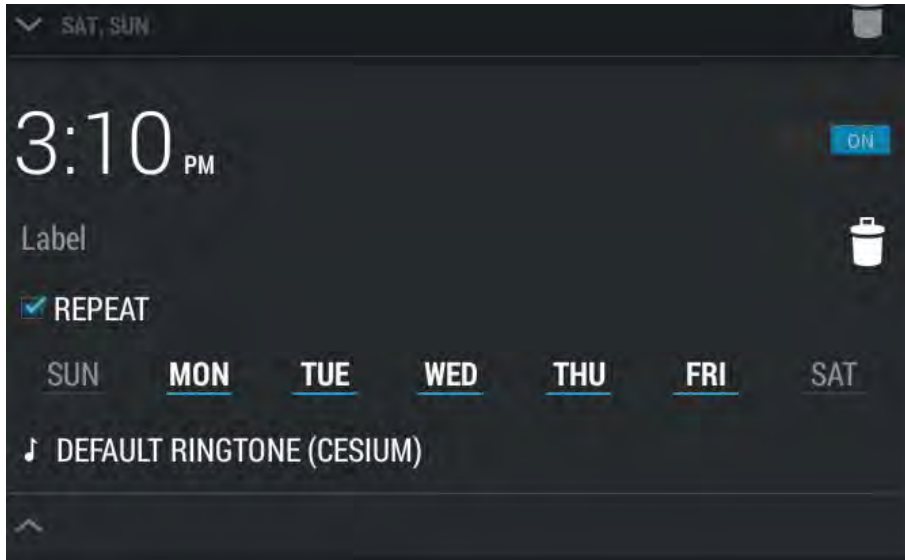 SAT, SUN
3:10 PM
ON
Label
REPEAT
SUN MON TUE WED THU FRI SAT
DEFAULT RINGTONE (CESIUM)